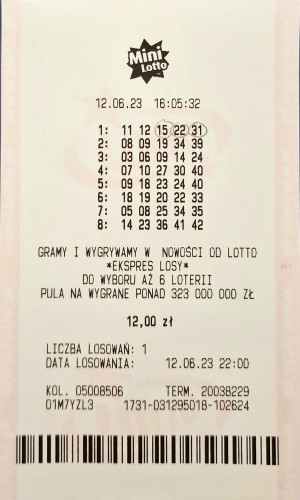 Mini
Lotto
12.06.23 16:05:32
1: 11 12 15 22 31
2: 08 09 19 34 39
3: 03 06 09 14 24
4: 07 10 27 30 40
5: 09 18 23 24 40
6: 19 20 33 34 41
7: 05 08 25 34 35
8: 14 36 38 41 42
GRAMY I WYGRYWAMY W NOWOŚCI OD LOTTO
*EKSPRES LOSY*
DO WYBORU AŻ 6 LOTERII
PULA NA WYGRANE PONAD 323 000 000 ZŁ
12,00 zł
LICZBA LOSOWAŃ: 1
DATA LOSOWANIA: 12.06.23 22:00
KOL. 05008506 TERM. 20038229
01M7YZL3 1731-031295018-102624